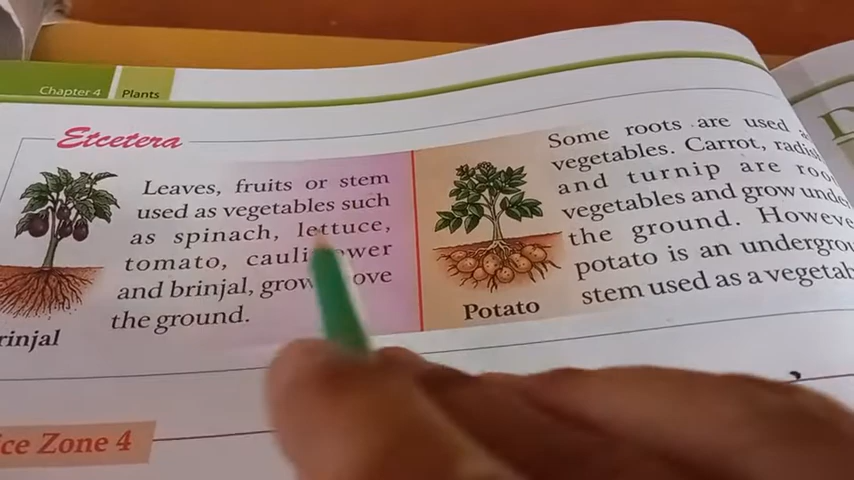 Chapter 4 Plants
Etcetera
Leaves, fruits or stem
used as vegetables such
as spinach, lettuce,
tomato,
and Brinjal,
the ground.
rinjal
Some roots are used
vegetables. Carrot,
and turnip are
vegetables and grow
the ground. However
potato is an
stem used as a
Potato
ice Zone 4